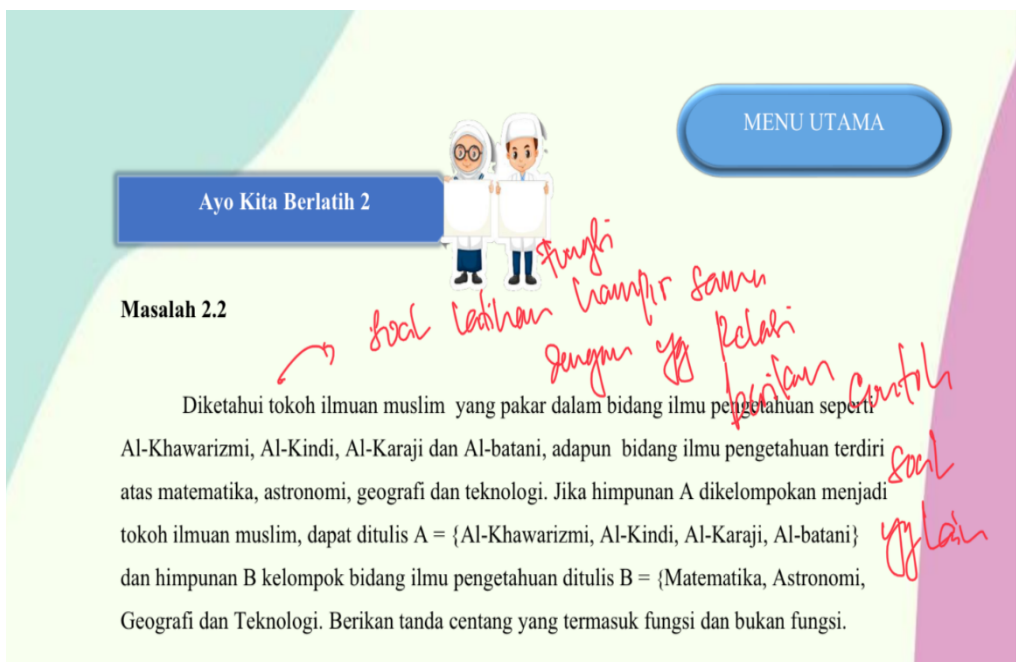 MENU UTAMA
Ayo Kita Berlatih 2
Masalah 2.2
fungsi
soal latihan hampir sama
dengan yg Relasi
berikan contoh
soal
yg lain
Diketahui tokoh ilmuan muslim yang pakar dalam bidang ilmu pengetahuan seperti
Al-Khawarizmi, Al-Kindi, Al-Karaji dan Al-batani, adapun bidang ilmu pengetahuan terdiri
atas matematika, astronomi, geografi dan teknologi. Jika himpunan A dikelompokan menjadi
tokoh ilmuan muslim, dapat ditulis A = {Al-Khawarizmi, Al-Kindi, Al-Karaji, Al-batani}
dan himpunan B kelompok bidang ilmu pengetahuan ditulis B = {Matematika, Astronomi,
Geografi dan Teknologi. Berikan tanda centang yang termasuk fungsi dan bukan fungsi.